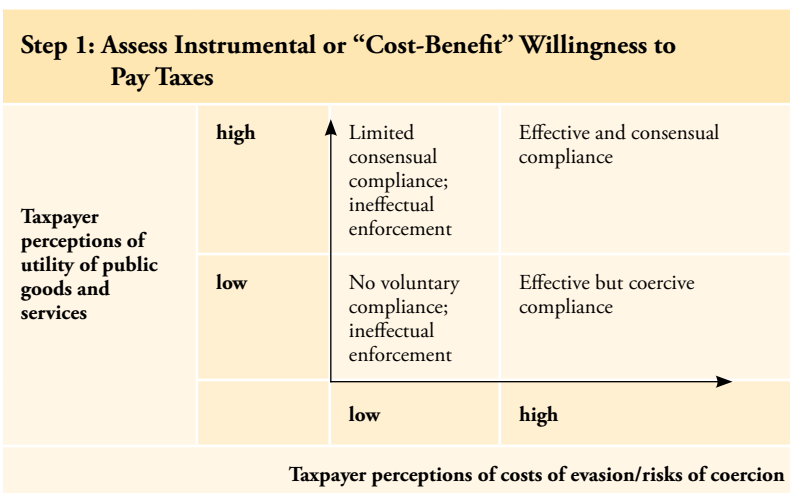 Step 1: Assess Instrumental or “Cost-Benefit” Willingness to
Pay Taxes
Taxpayer
perceptions of
utility of public
goods and
services
high
Limited
consensual
compliance;
ineffectual
enforcement
Effective and consensual
compliance
low
No voluntary
compliance;
ineffectual
enforcement
Effective but coercive
compliance
low
high
Taxpayer perceptions of costs of evasion/risks of coercion